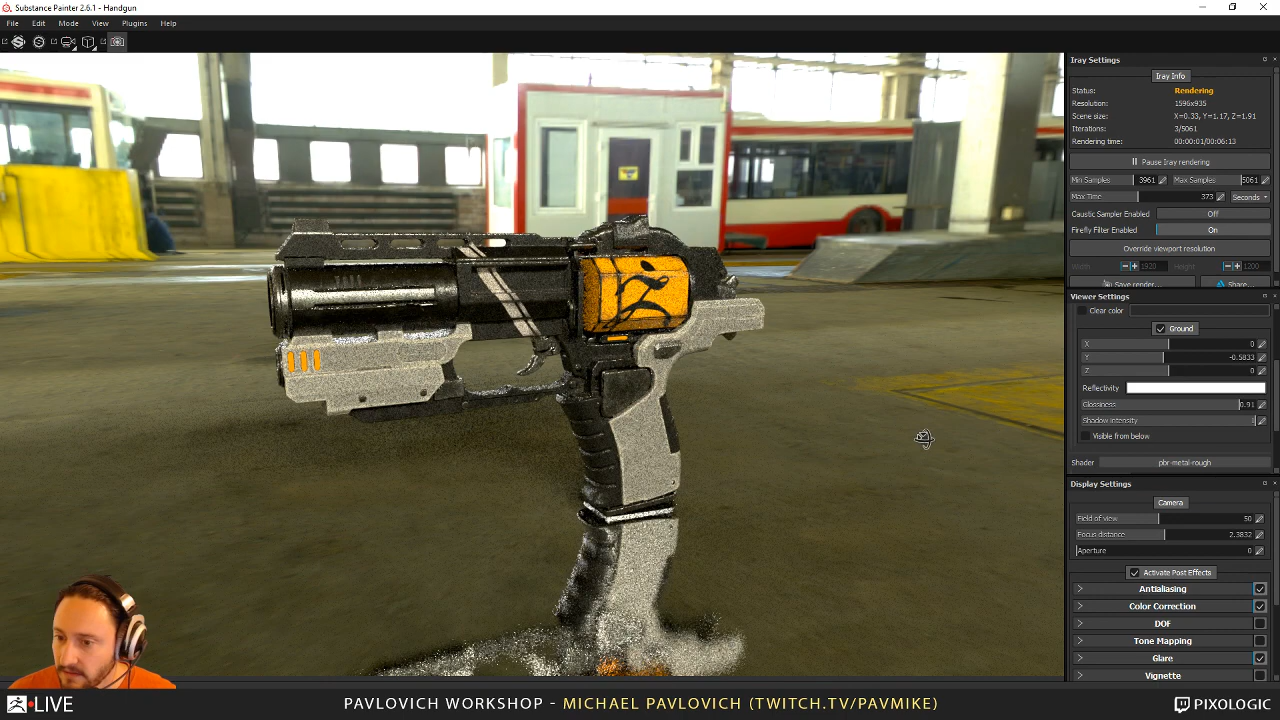 Substance Painter 2.6.1 - Handgun
File Edit Mode View Plugins Help
Iray Settings
Iray Info
Status: Rendering
Resolution: 1596x935
Scene size: X=0.33, Y=1.17, Z=1.91
Iterations:
Rendering time: 00:00:01/00:06:13
Pause Iray rendering
Min Samples 3961 Max Samples 5061
Max Time 373 Seconds
Caustic Sampler Enabled Off
Firefly Filter Enabled On
Override viewport resolution
Width 1920 Height 1200
Save render... Share...
Viewer Settings
Clear color
Ground
X 0
Y -0.5833
Z 0
Reflectivity
Glossiness 0.91
Shadow intensity 1
Visible from below
Shader pbr-metal-rough
Display Settings
Camera
Field of view 50
Focus distance 2.3832
Aperture 0
Activate Post Effects
Antialiasing
Color Correction
DOF
Tone Mapping
Glare
Vignette
LIVE
PAVLOVICH WORKSHOP - MICHAEL PAVLOVICH (TWITCH.TV/PAVMIKE)
PIXOLOGIC